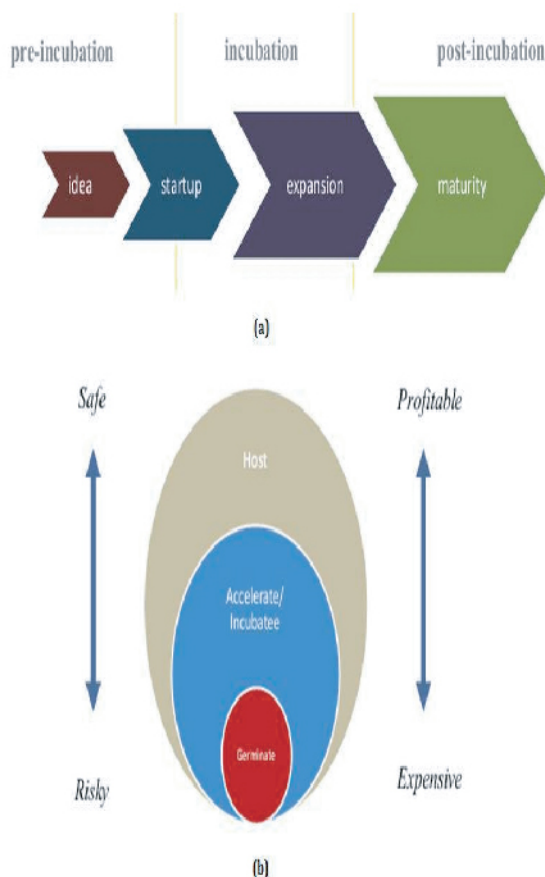 pre-incubation incubation post-incubation
idea startup expansion maturity
(a)
Safe Profitable
Host
Accelerate/
Incubatee
Germinate
Risky Expensive
(b)